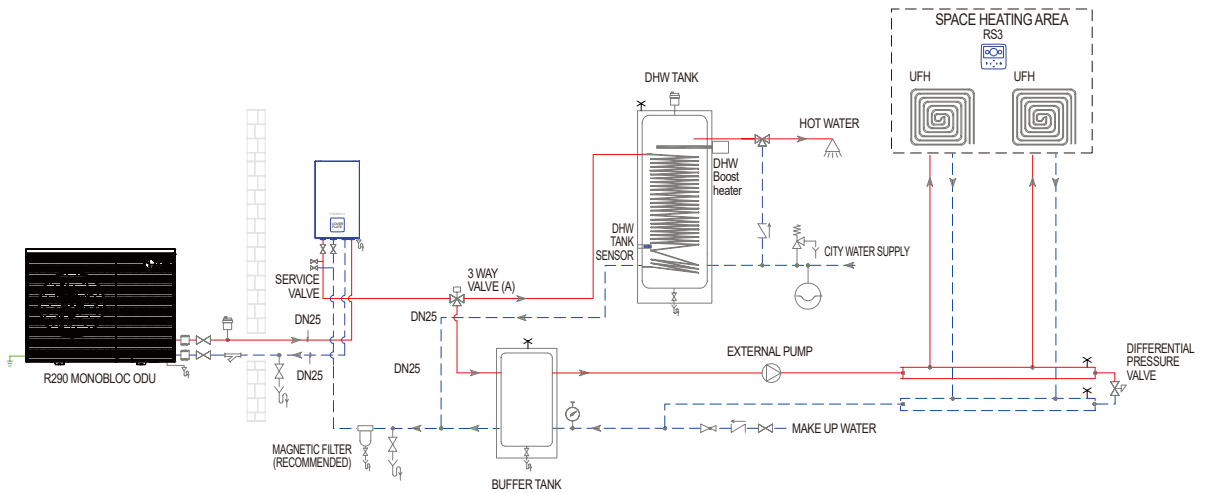 SPACE HEATING AREA
RS3
UFH
UFH
DHW TANK
HOT WATER
DHW
Boost
heater
DHW
TANK
SENSOR
CITY WATER SUPPLY
SERVICE
VALVE
3 WAY
VALVE (A)
DN25
DN25
DN25
DN25
R290 MONOBLOC ODU
EXTERNAL PUMP
DIFFERENTIAL
PRESSURE
VALVE
MAKE UP WATER
MAGNETIC FILTER
(RECOMMENDED)
BUFFER TANK